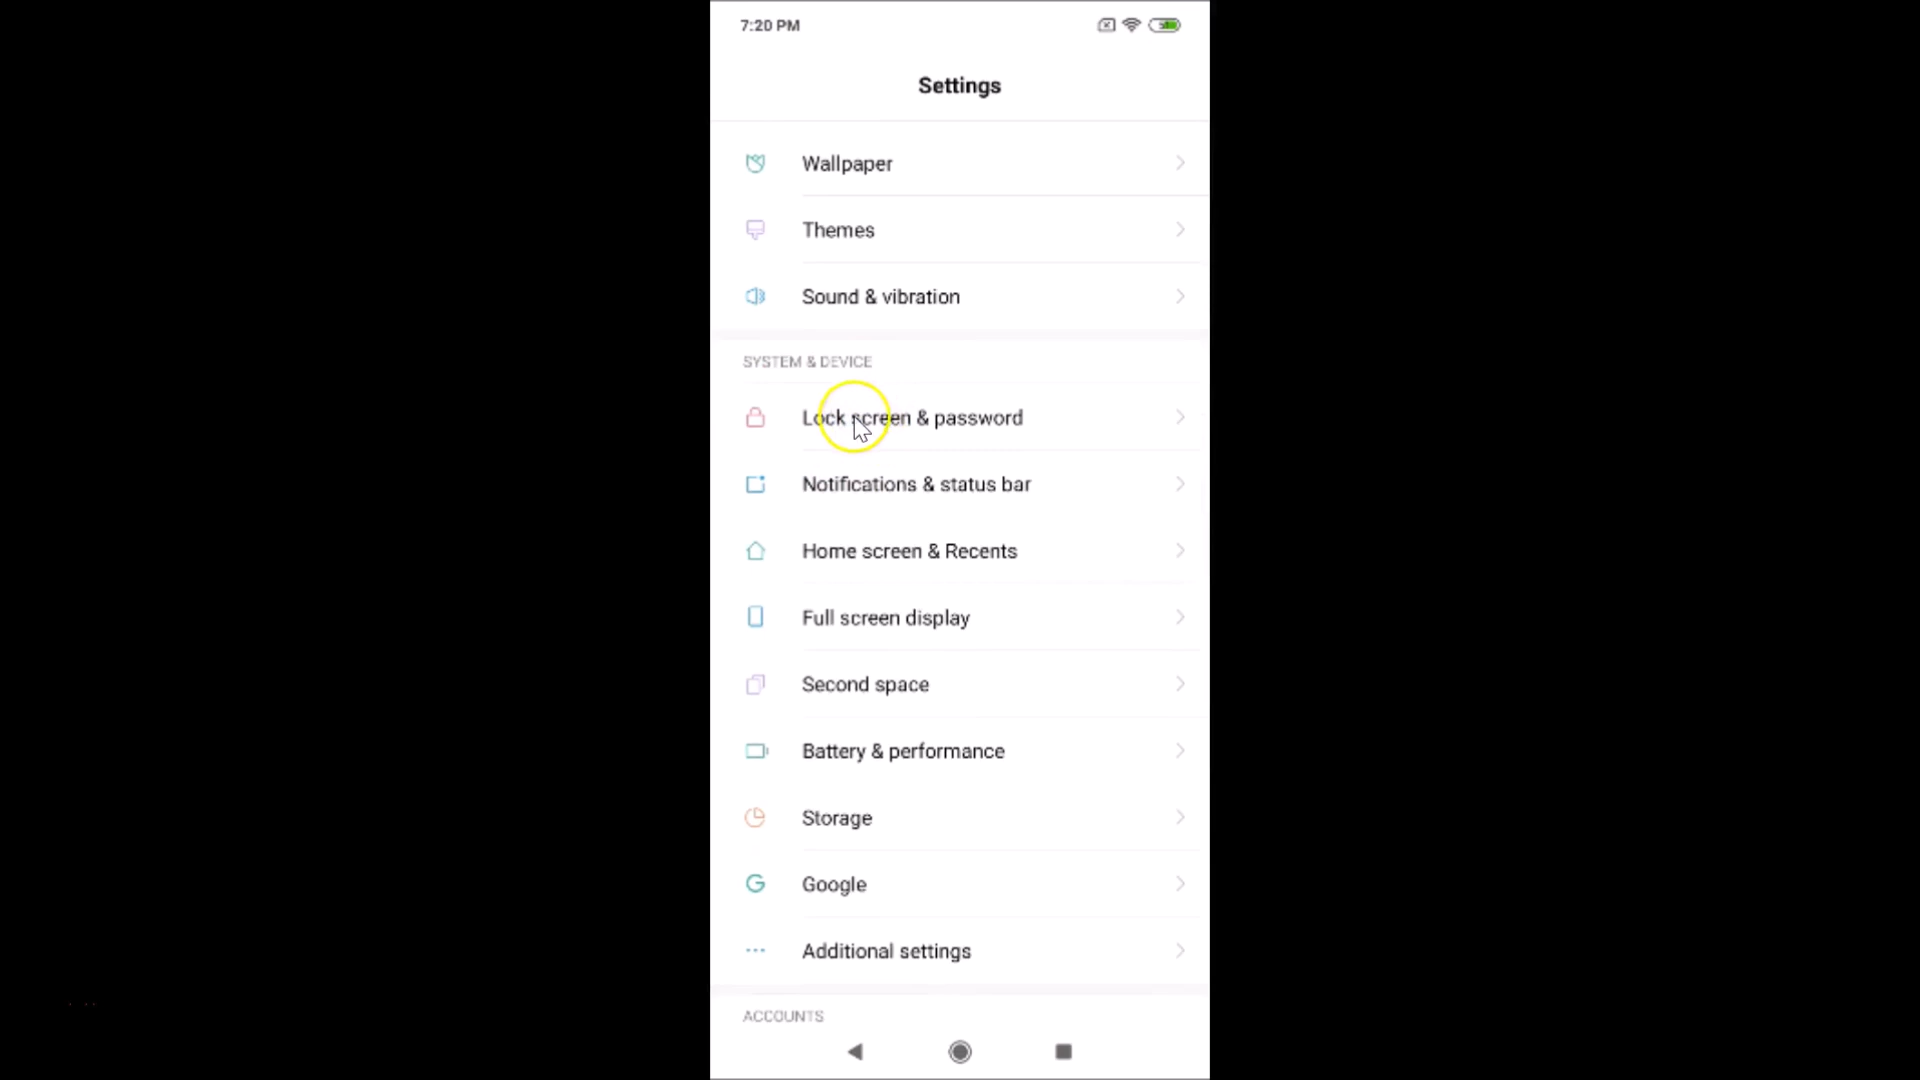 7:20 PM
Settings
Wallpaper
Themes
Sound & vibration
SYSTEM & DEVICE
Lock screen & password
Notifications & status bar
Home screen & Recents
Full screen display
Second space
Battery & performance
Storage
Google
Additional settings
ACCOUNTS